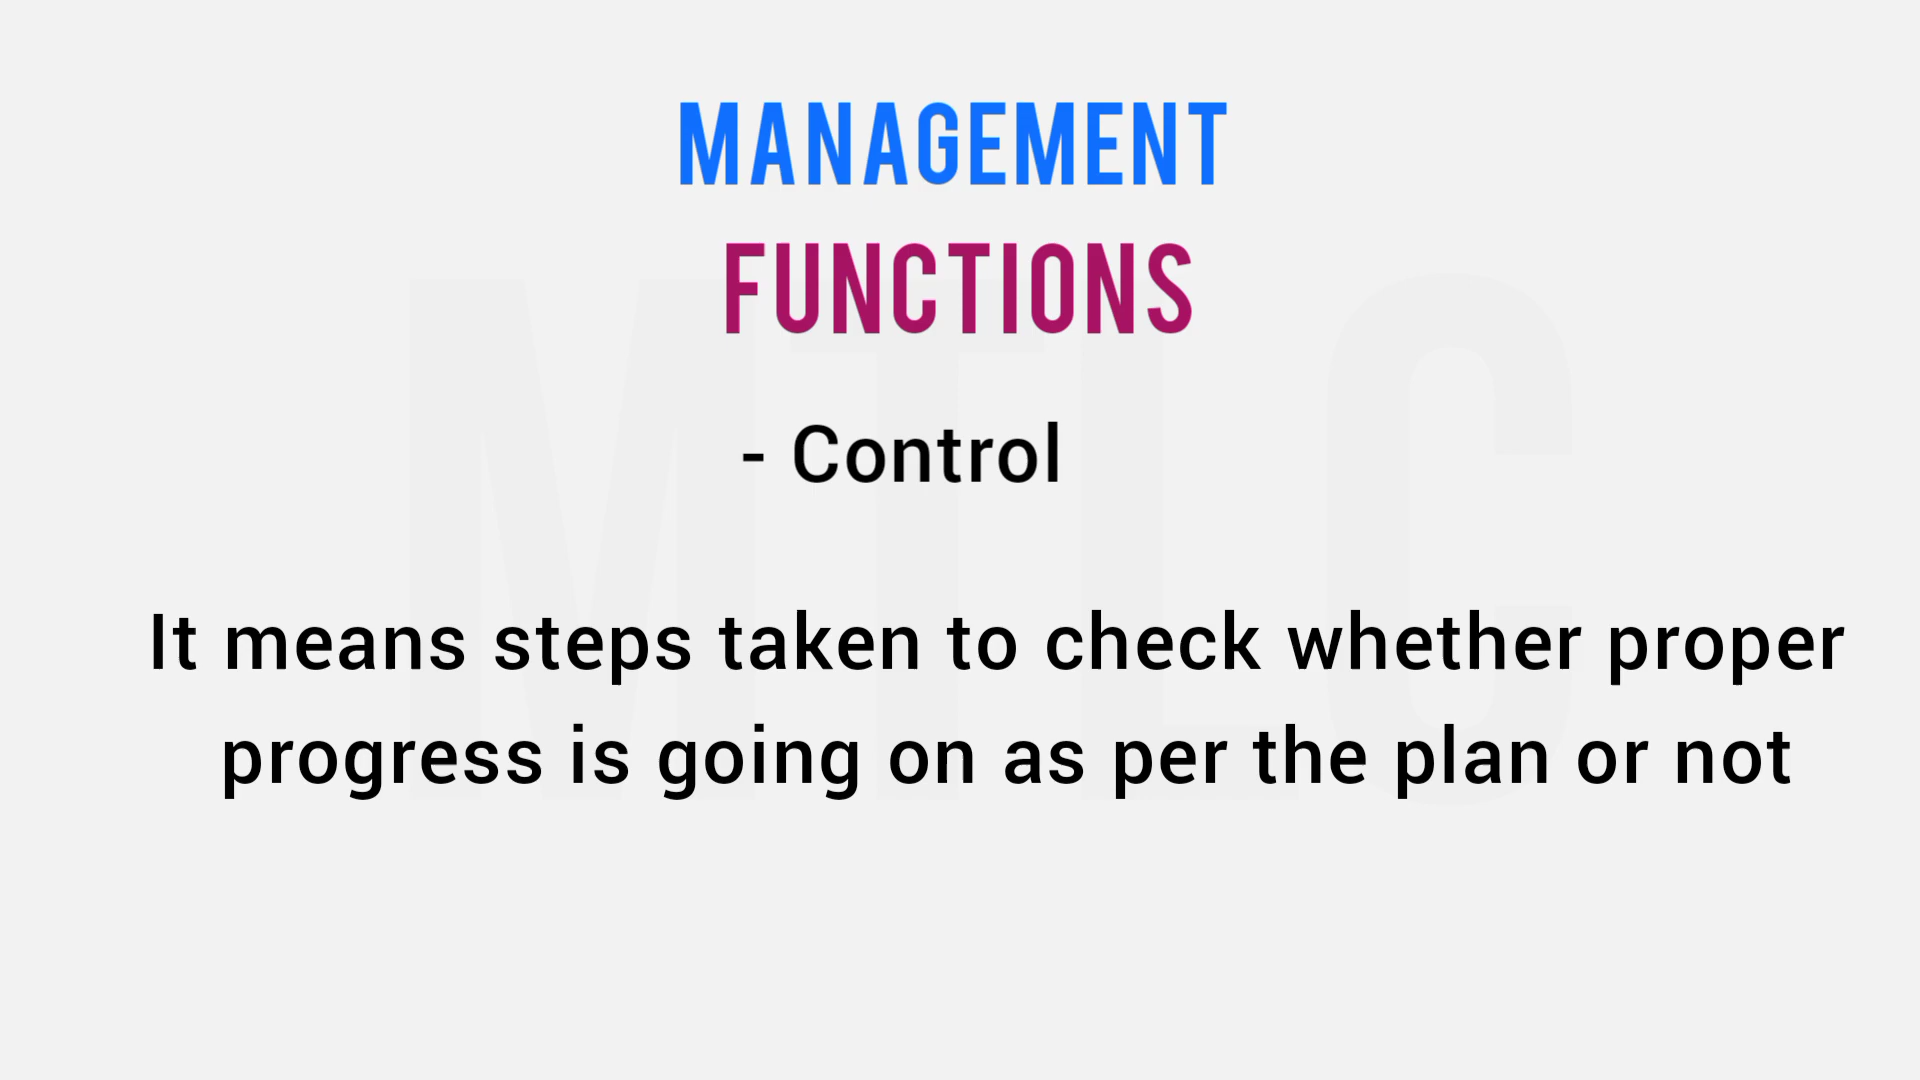 MANAGEMENT
FUNCTIONS
- Control
It means steps taken to check whether proper
progress is going on as per the plan or not
MTLC